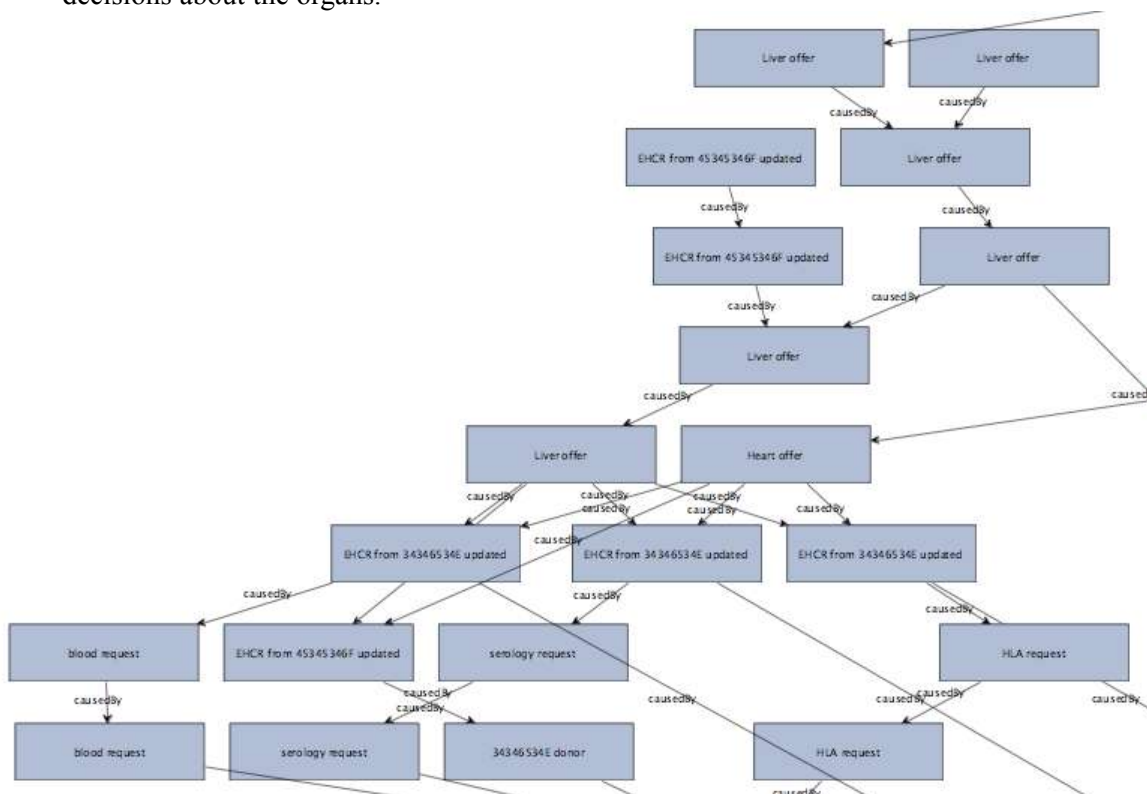 decisions about the organs.
Liver offer
Liver offer
causedBy
causedBy
EHCR from 45345346F updated
Liver offer
causedBy
causedBy
EHCR from 45345346F updated
Liver offer
causedBy
causedBy
Liver offer
causedBy
causedBy
Liver offer
Heart offer
causedBy
causedBy
causedBy
causedBy
causedBy
causedBy
causedBy
EHCR from 34346534E updated
EHCR from 34346534E updated
EHCR from 34346534E updated
causedBy
causedBy
causedBy
blood request
EHCR from 45345346F updated
serology request
HLA request
causedBy
causedBy
causedBy
causedBy
causedBy
causedBy
causedBy
blood request
serology request
34346534E donor
HLA request
causedBy